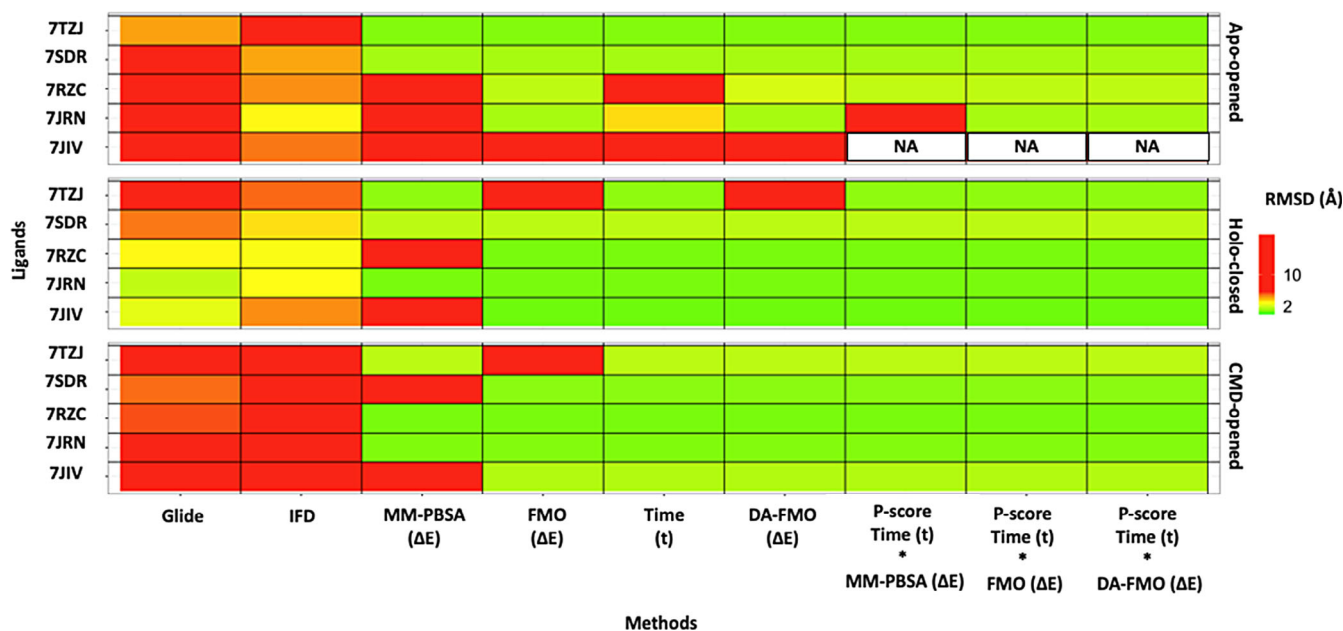 7TZJ
7SDR
7RZC
7JRN
7JIV
NA
NA
NA
Apo-opened
7TZJ
7SDR
7RZC
7JRN
7JIV
Holo-closed
Ligands
RMSD (Å)
10
2
7TZJ
7SDR
7RZC
7JRN
7JIV
CMD-opened
Glide
IFD
MM-PBSA
(ΔE)
FMO
(ΔE)
Time
(t)
DA-FMO
(ΔE)
P-score
Time (t)
*
MM-PBSA (ΔE)
P-score
Time (t)
*
FMO (ΔE)
P-score
Time (t)
*
DA-FMO (ΔE)
Methods